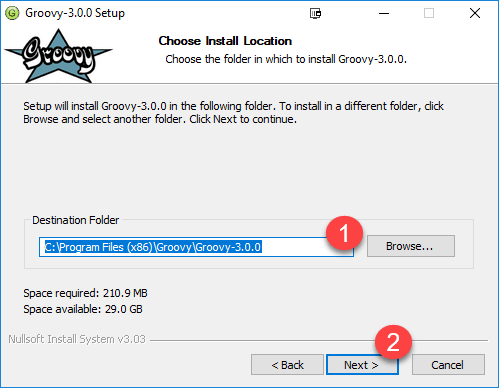 Groovy-3.0.0 Setup
Groovy
Choose Install Location
Choose the folder in which to install Groovy-3.0.0.
Setup will install Groovy-3.0.0 in the following folder. To install in a different folder, click
Browse and select another folder. Click Next to continue.
Destination Folder
1
C:\Program Files (x86)\Groovy\Groovy-3.0.0
Browse...
Space required: 210.9 MB
Space available: 29.0 GB
Nullsoft Install System v3.03
2
< Back
Next >
Cancel